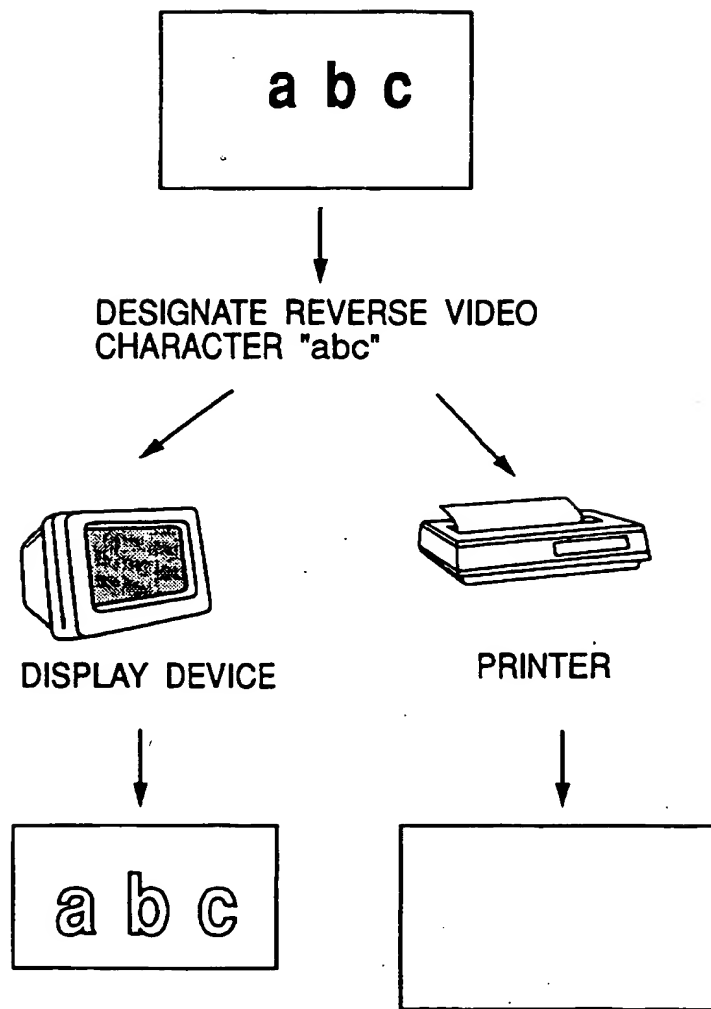 a b c
DESIGNATE REVERSE VIDEO
CHARACTER "abc"
DISPLAY DEVICE
PRINTER
a b c